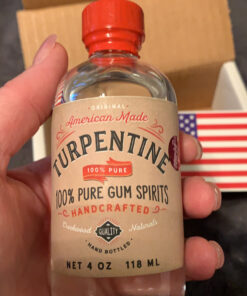 ORIGINAL
American Made
TURPENTINE
100% PURE
100% PURE GUM SPIRITS
HANDCRAFTED
Diamond QUALITY Naturals
HAND BOTTLED
NET 4 OZ 118 ML